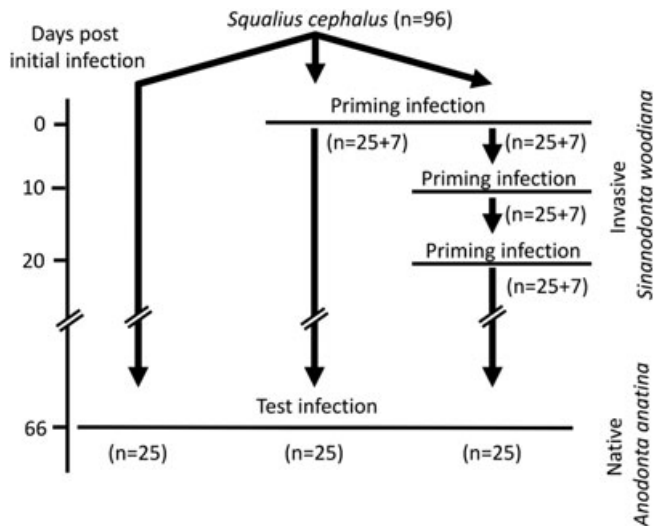 Squalius cephalus (n=96)
Days post
initial infection
Priming infection
0
(n=25+7)
(n=25+7)
10
Priming infection
(n=25+7)
20
Priming infection
(n=25+7)
Invasive
Sinanodonta woodiana
Test infection
66
(n=25)
(n=25)
(n=25)
Native
Anodonta anatina